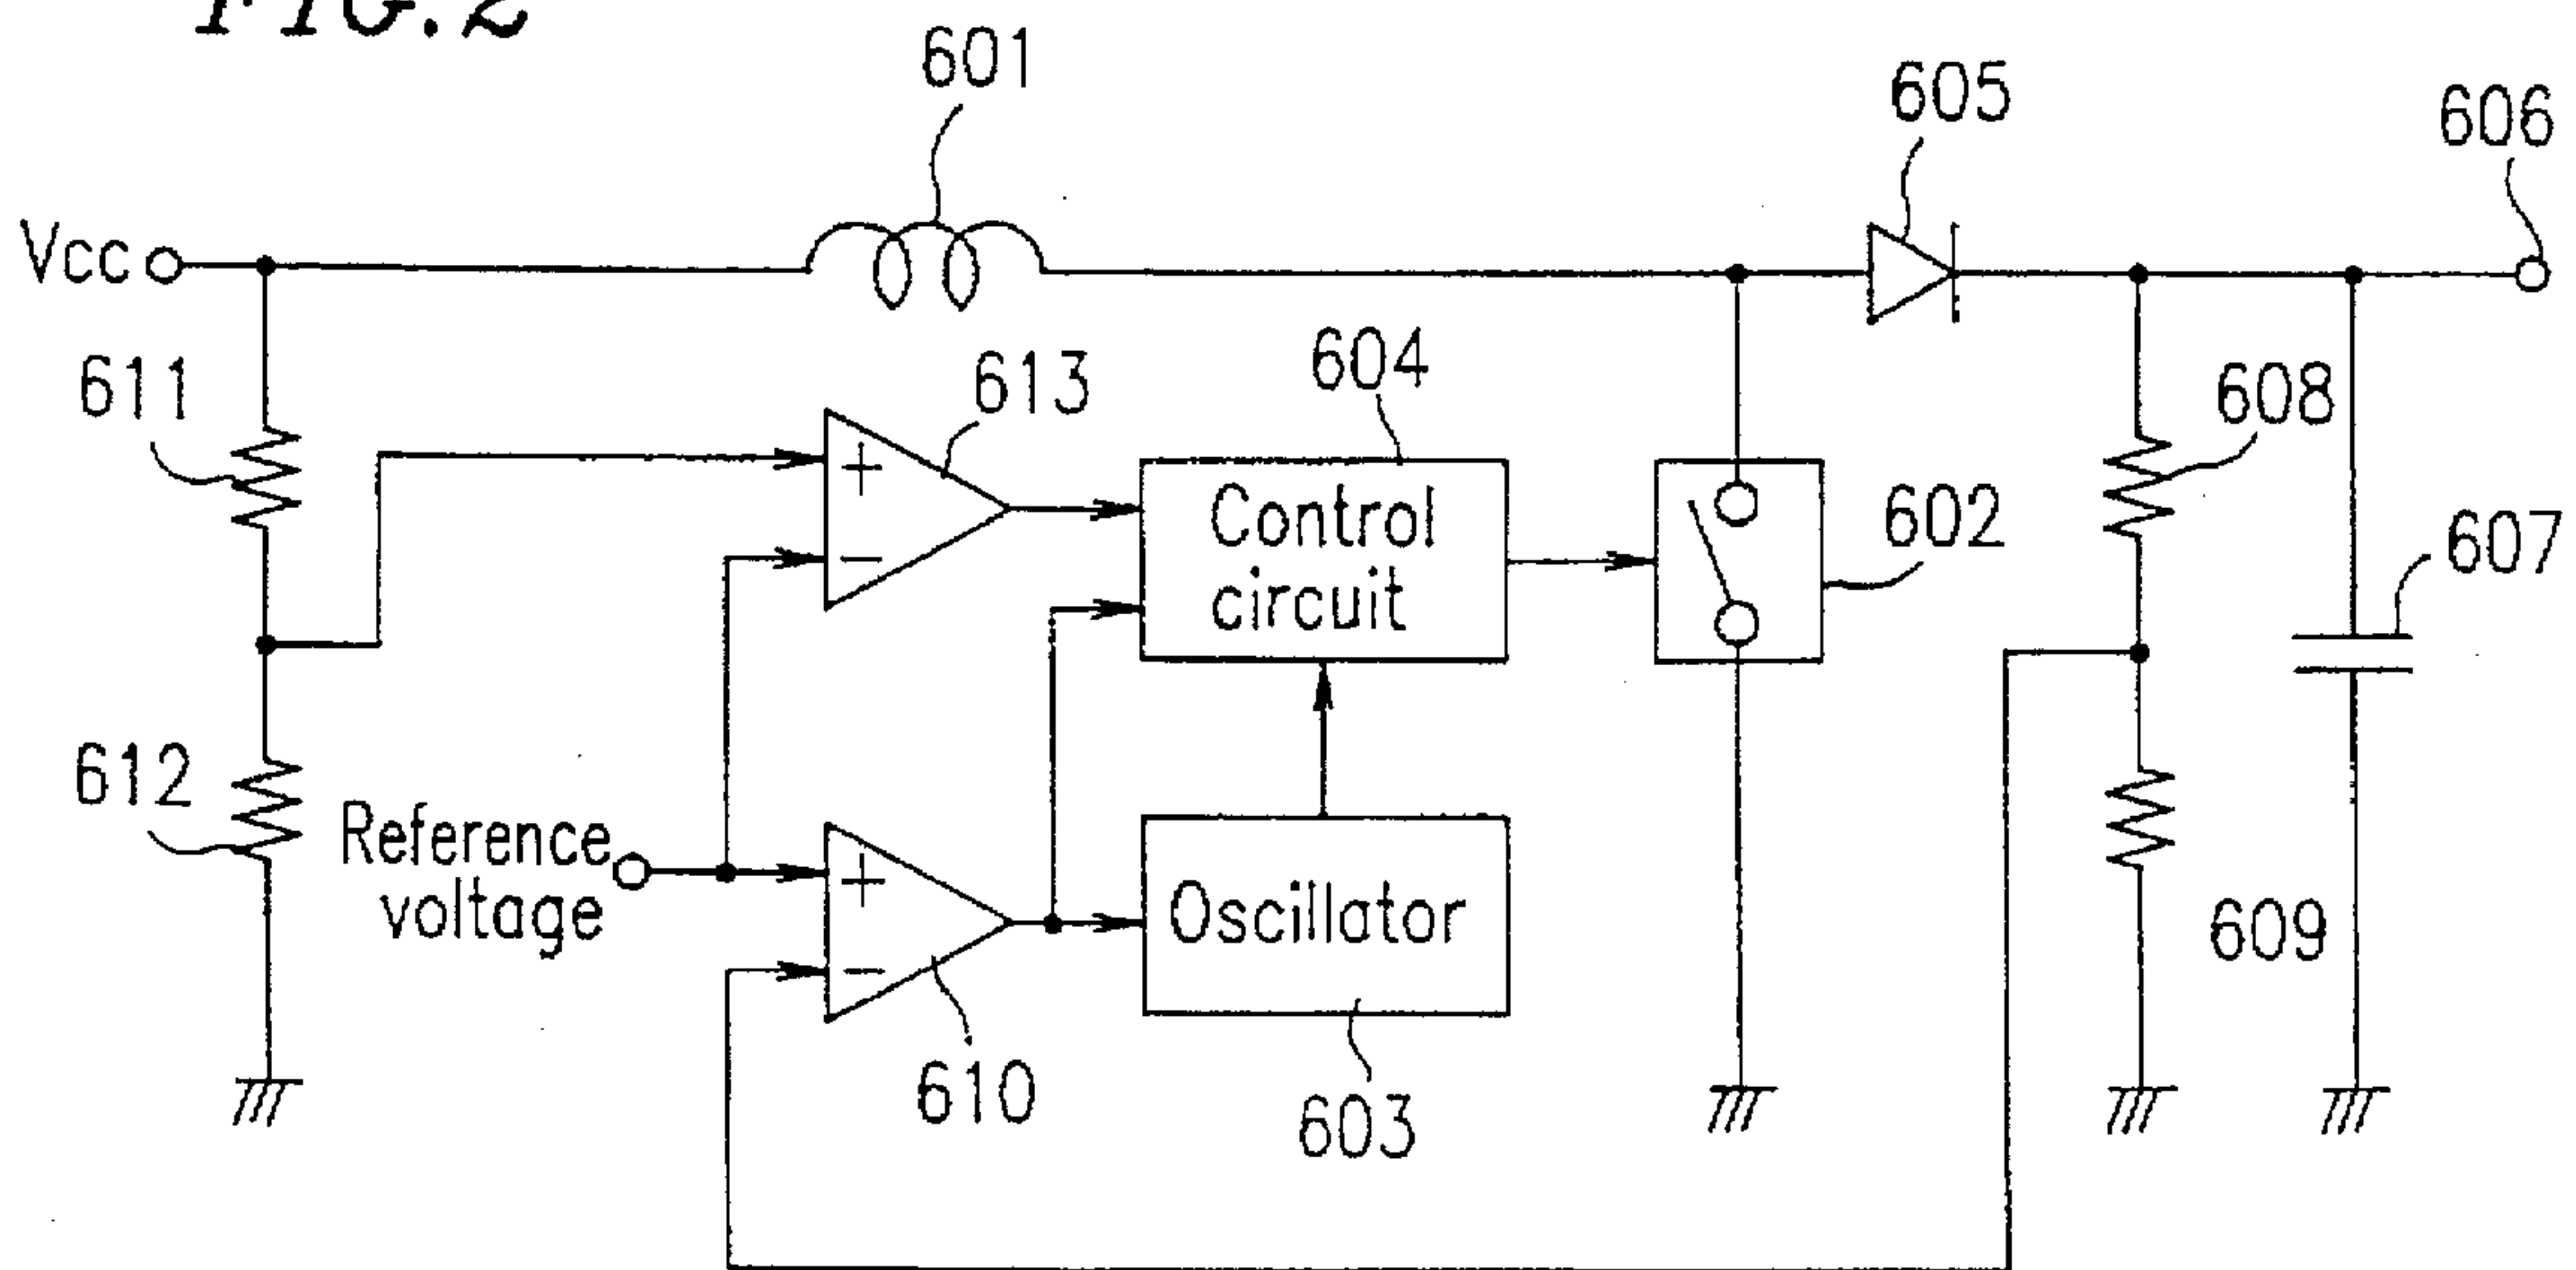 FIG. 2
601
605
606
Vcc
611
613
604
608
+
−
Control
circuit
602
607
612
Reference
voltage
+
−
Oscillator
609
610
603